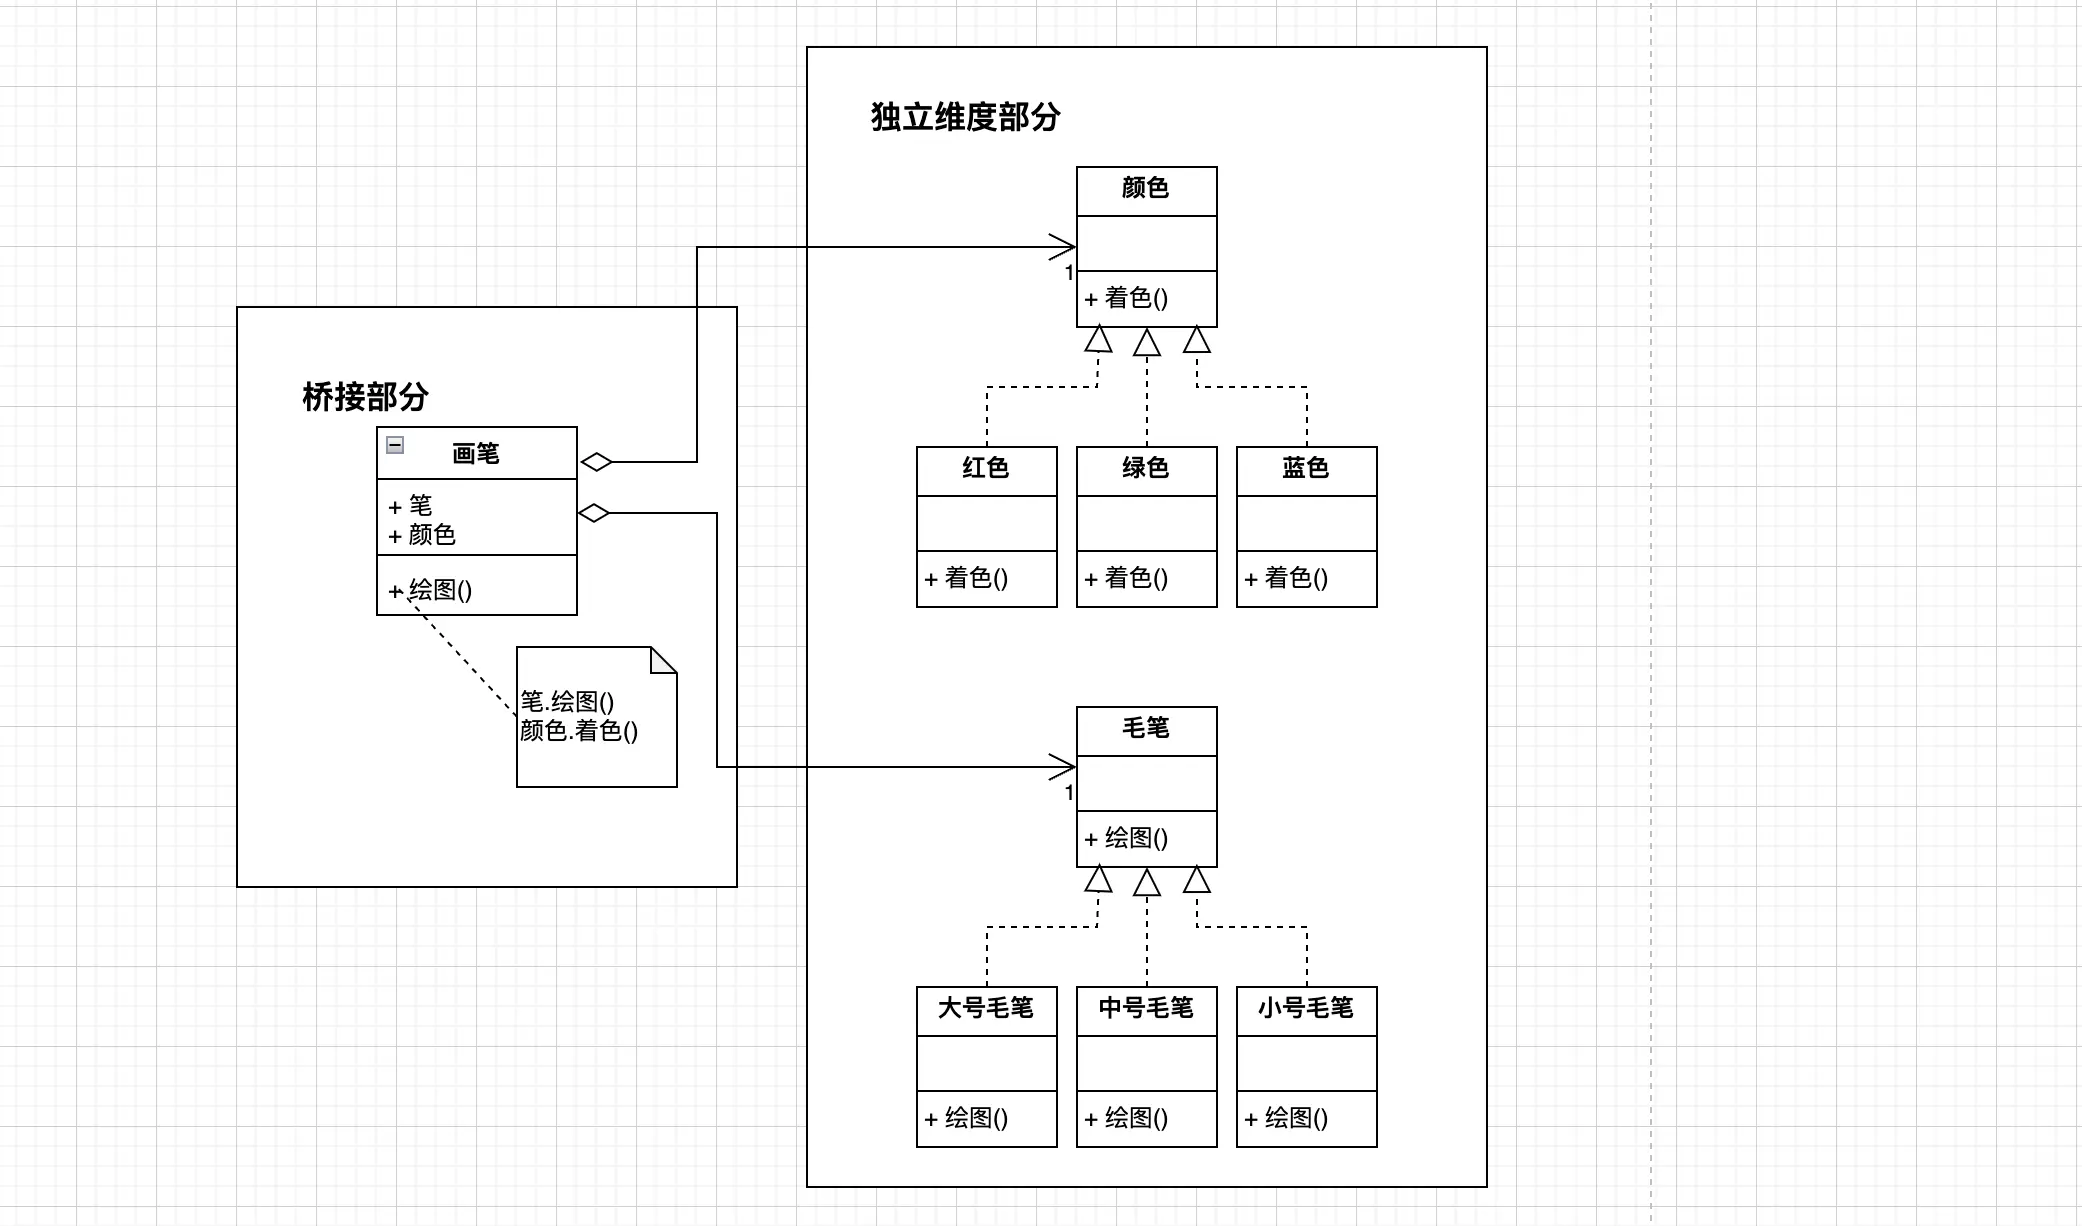 独立维度部分
颜色
1
+ 着色()
桥接部分
画笔
+ 笔
+ 颜色
+ 绘图()
笔.绘图()
颜色.着色()
红色
+ 着色()
绿色
+ 着色()
蓝色
+ 着色()
毛笔
1
+ 绘图()
大号毛笔
+ 绘图()
中号毛笔
+ 绘图()
小号毛笔
+ 绘图()